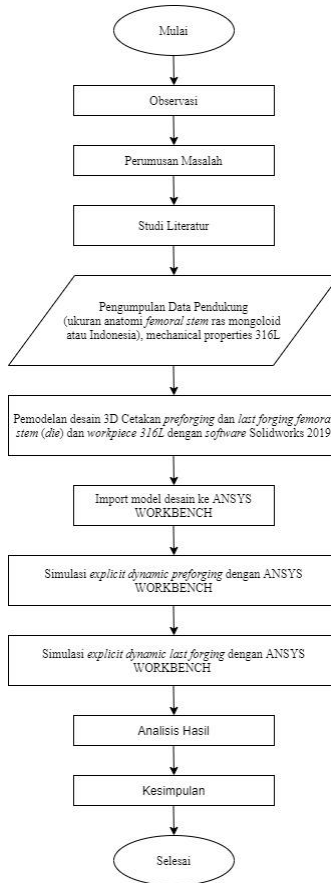 Mulai
Observasi
Perumusan Masalah
Studi Literatur
Pengumpulan Data Pendukung
(ukuran anatomi femoral stem ras mongoloid
atau Indonesia), mechanical properties 316L
Pemodelan desain 3D Cetakan preforging dan last forging femoral
stem (die) dan workpiece 316L dengan software Solidworks 2019
Import model desain ke ANSYS
WORKBENCH
Simulasi explicit dynamic preforging dengan ANSYS
WORKBENCH
Simulasi explicit dynamic last forging dengan ANSYS
WORKBENCH
Analisis Hasil
Kesimpulan
Selesai